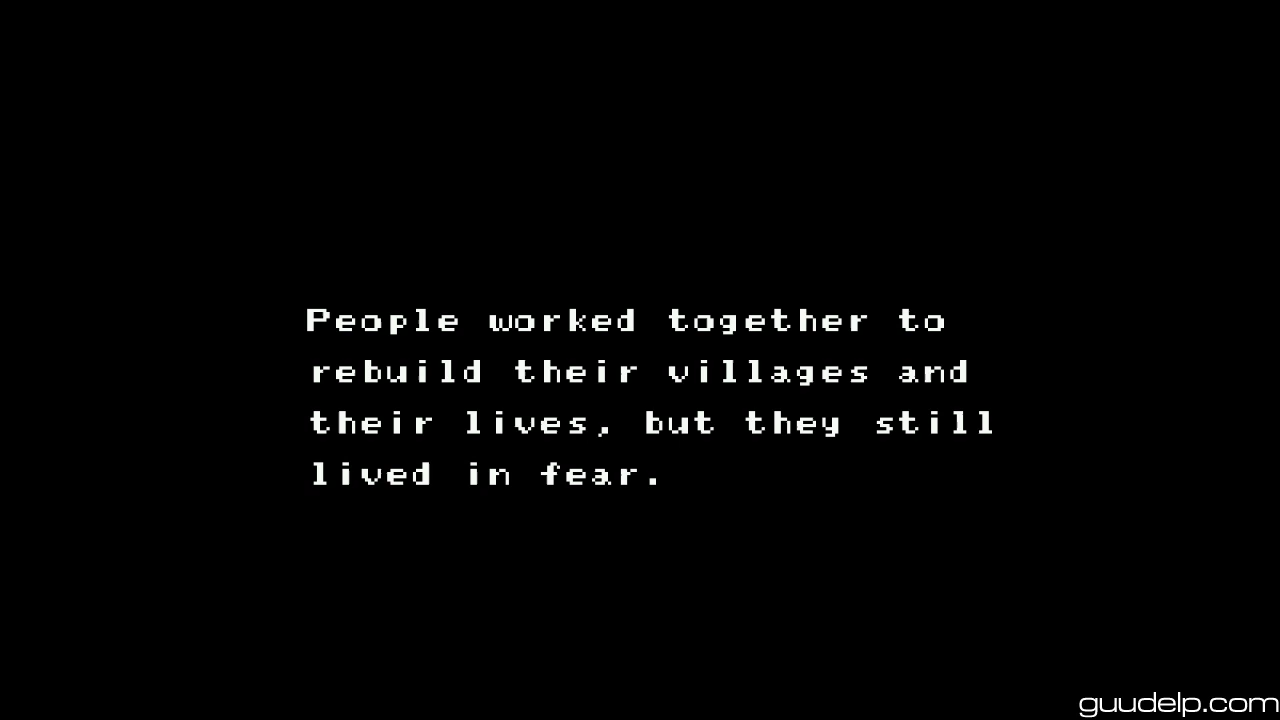 People worked together to
rebuild their villages and
their lives, but they still
lived in fear.
guudelp.com